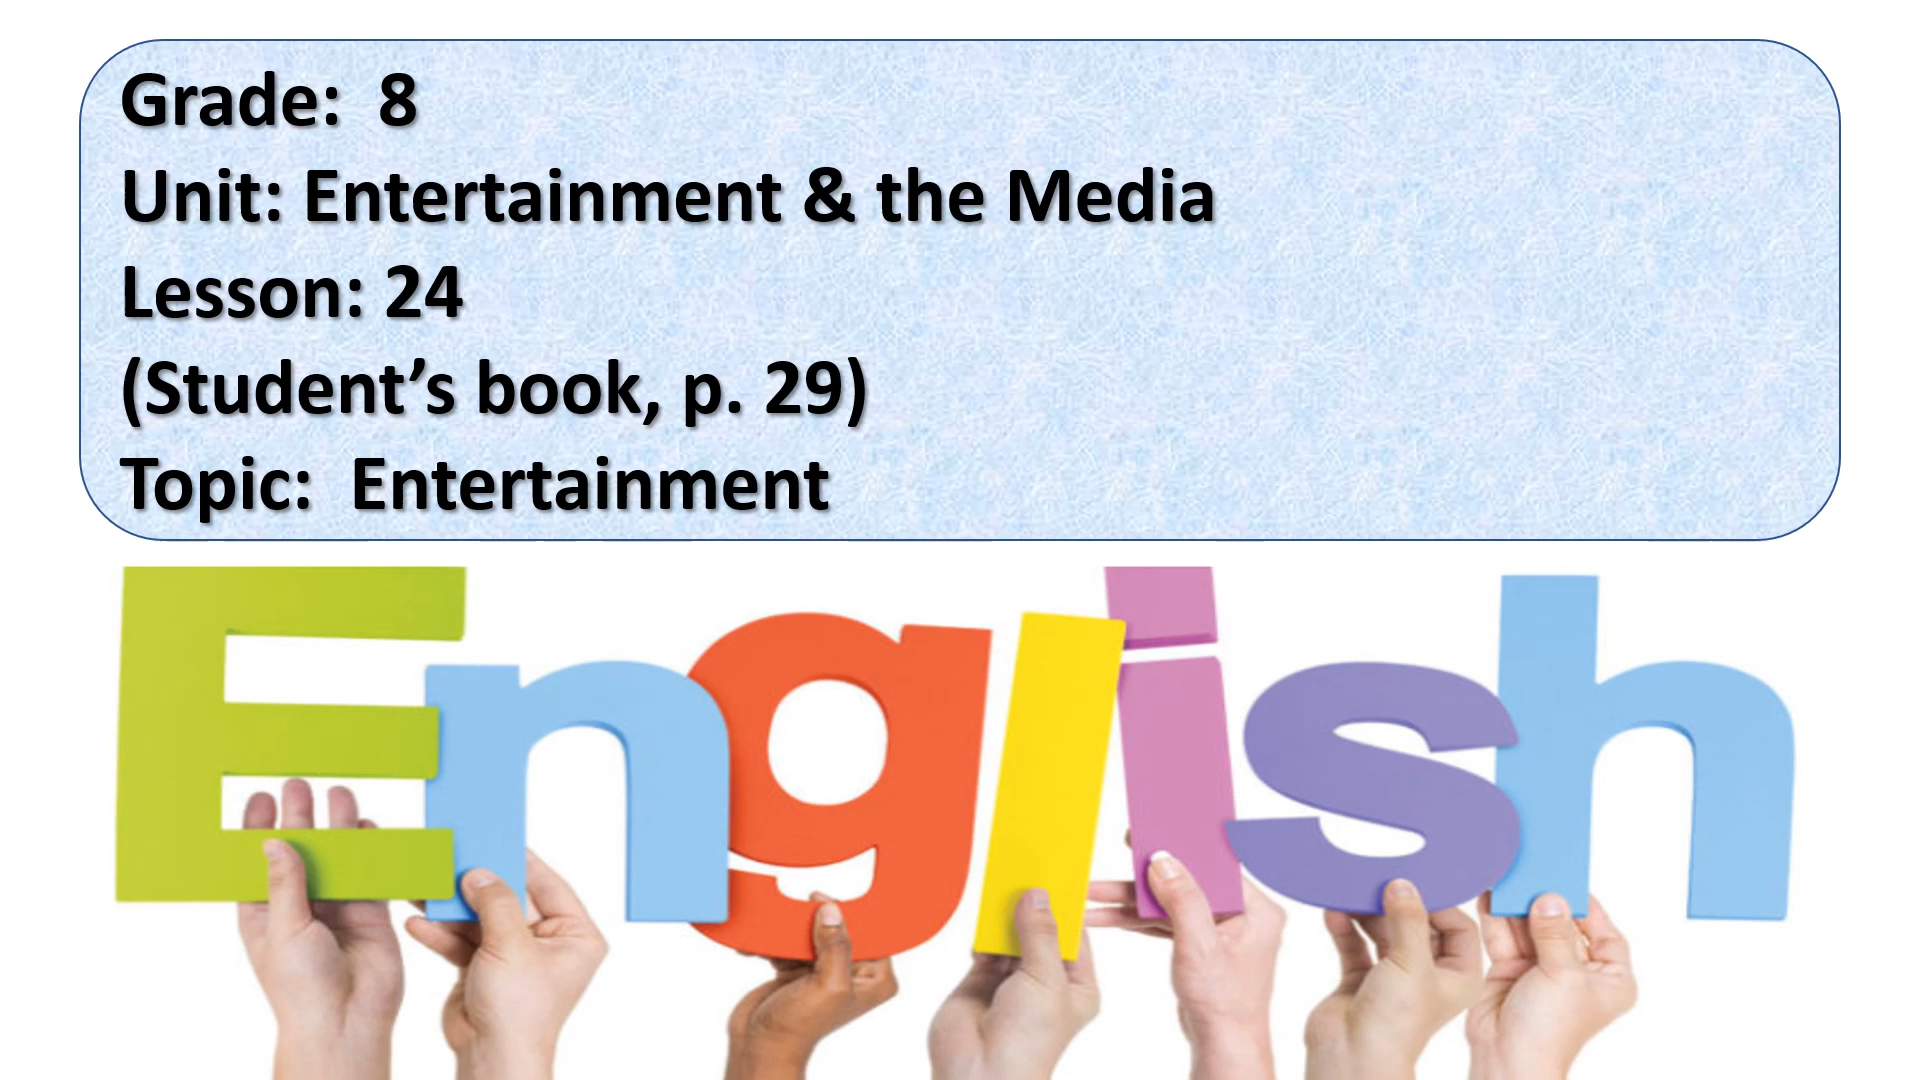 Grade:  8
Unit: Entertainment & the Media
Lesson: 24
(Student’s book, p. 29)
Topic:  Entertainment
English